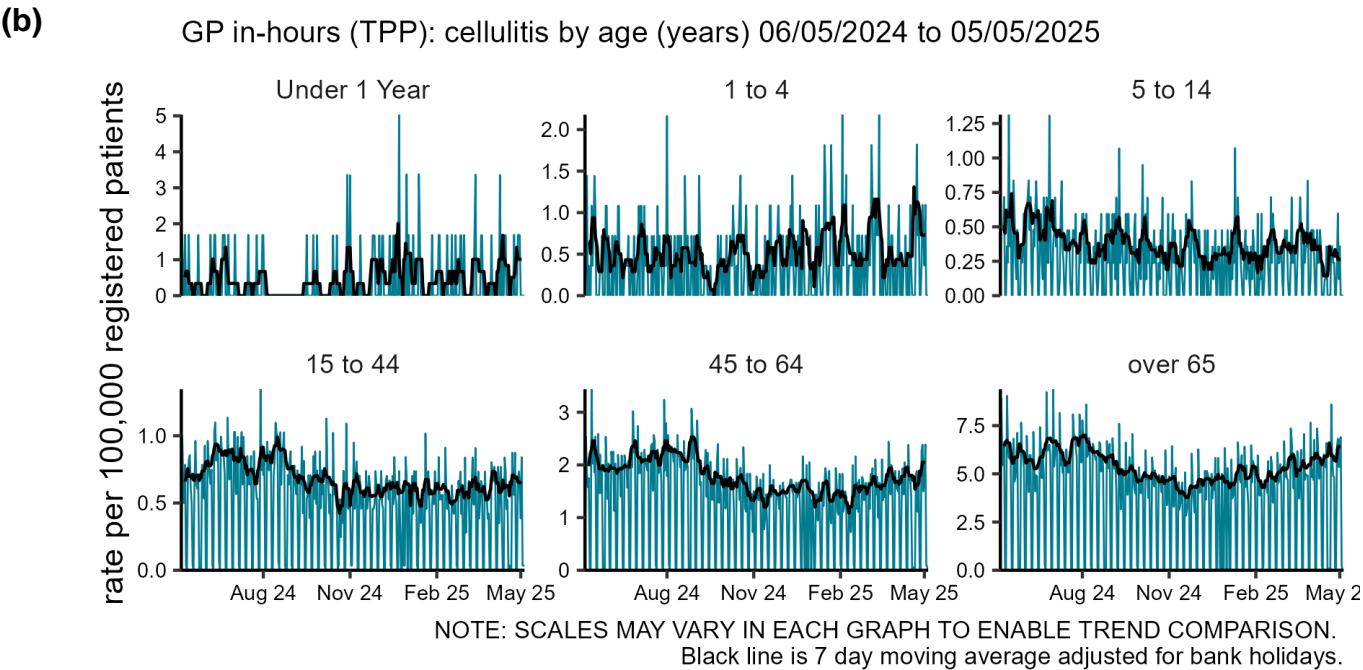 (b)
GP in-hours (TPP): cellulitis by age (years) 06/05/2024 to 05/05/2025
rate per 100,000 registered patients
Under 1 Year
5
4
3
2
1
0
1 to 4
2.0
1.5
1.0
0.5
0.0
5 to 14
1.25
1.00
0.75
0.50
0.25
0.00
15 to 44
1.0
0.5
0.0
Aug 24 Nov 24 Feb 25 May 25
45 to 64
3
2
1
0
Aug 24 Nov 24 Feb 25 May 25
over 65
7.5
5.0
2.5
0.0
Aug 24 Nov 24 Feb 25 May 2
NOTE: SCALES MAY VARY IN EACH GRAPH TO ENABLE TREND COMPARISON.
Black line is 7 day moving average adjusted for bank holidays.